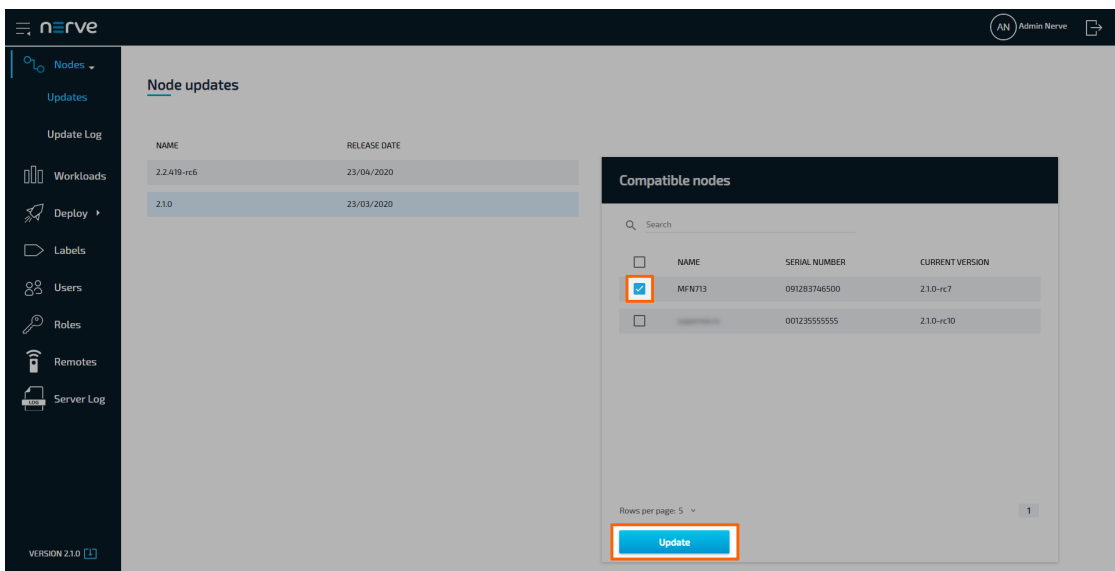 nerve
AN Admin Nerve
Nodes
Updates
Update Log
Workloads
Deploy
Labels
Users
Roles
Remotes
LOG Server Log
VERSION 2.1.0
Node updates
NAME RELEASE DATE
2.2.419-rc6 23/04/2020
2.1.0 23/03/2020
Compatible nodes
Search
NAME SERIAL NUMBER CURRENT VERSION
MFN713 091283746500 2.1.0-rc7
001235555555 2.1.0-rc10
Rows per page: 5 1
Update